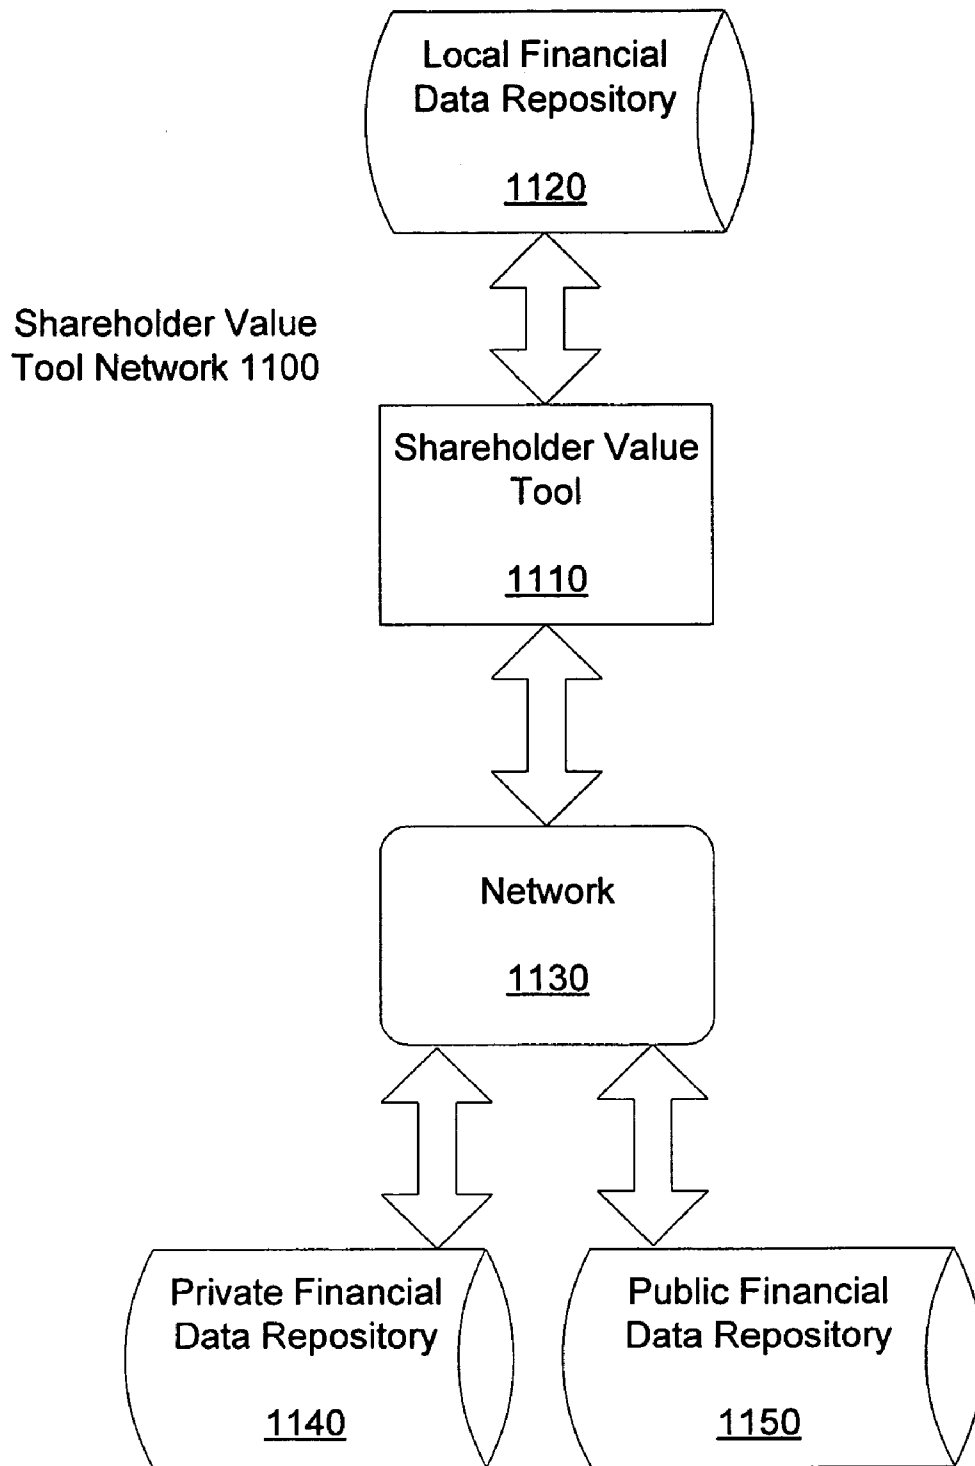 Local Financial
Data Repository
1120
Shareholder Value
Tool Network 1100
Shareholder Value
Tool
1110
Network
1130
Private Financial
Data Repository
1140
Public Financial
Data Repository
1150